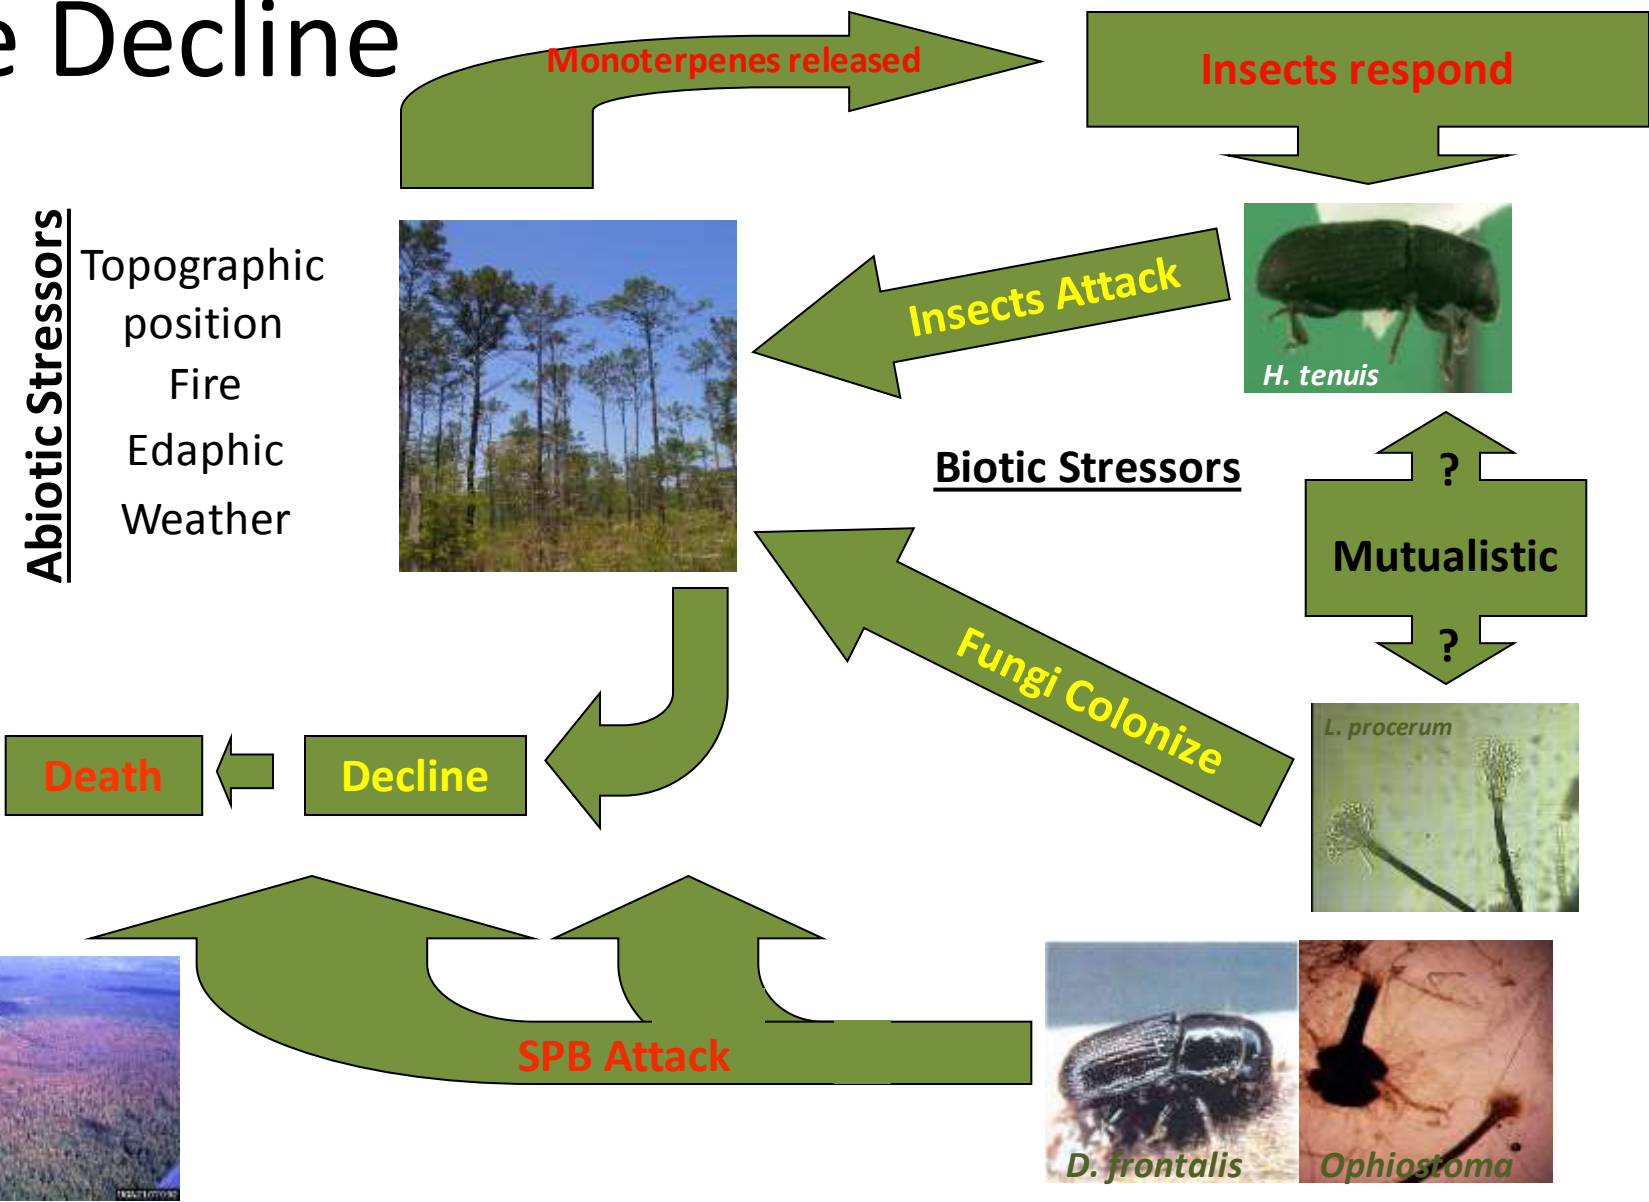 e Decline
Monoterpenes released
Insects respond
Abiotic Stressors
Topographic
position
Fire
Edaphic
Weather
Insects Attack
H. tenuis
Biotic Stressors
?
Mutualistic
?
Fungi Colonize
L. procerum
Death
Decline
SPB Attack
D. frontalis
Ophiostoma